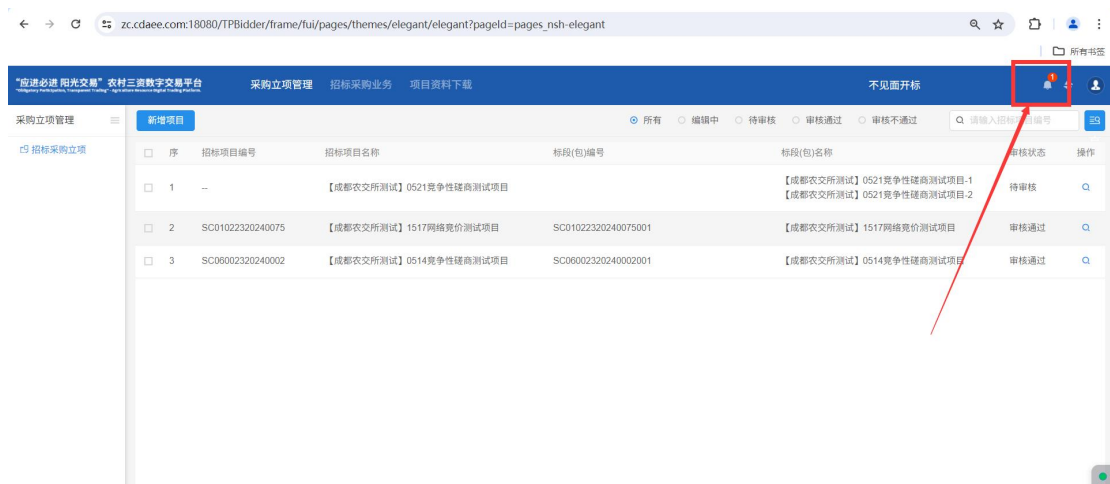 zc.cdaee.com:18080/TPBidder/frame/fui/pages/themes/elegant/elegant?pageId=pages_nsh-elegant
所有书签
“应进必进 阳光交易”农村三资数字交易平台 采购立项管理 招标采购业务 项目资料下载 不见面开标 1
采购立项管理 新增项目 所有 编辑中 待审核 审核通过 审核不通过 请输入招标项目编号
招标采购立项 序 招标项目编号 招标项目名称 标段(包)编号 标段(包)名称 审核状态 操作
1 -- 【成都农交所测试】0521竞争性磋商测试项目 【成都农交所测试】0521竞争性磋商测试项目-1 待审核
【成都农交所测试】0521竞争性磋商测试项目-2
2 SC01022320240075 【成都农交所测试】1517网络竞价测试项目 SC01022320240075001 【成都农交所测试】1517网络竞价测试项目 审核通过
3 SC06002320240002 【成都农交所测试】0514竞争性磋商测试项目 SC06002320240002001 【成都农交所测试】0514竞争性磋商测试项目 审核通过